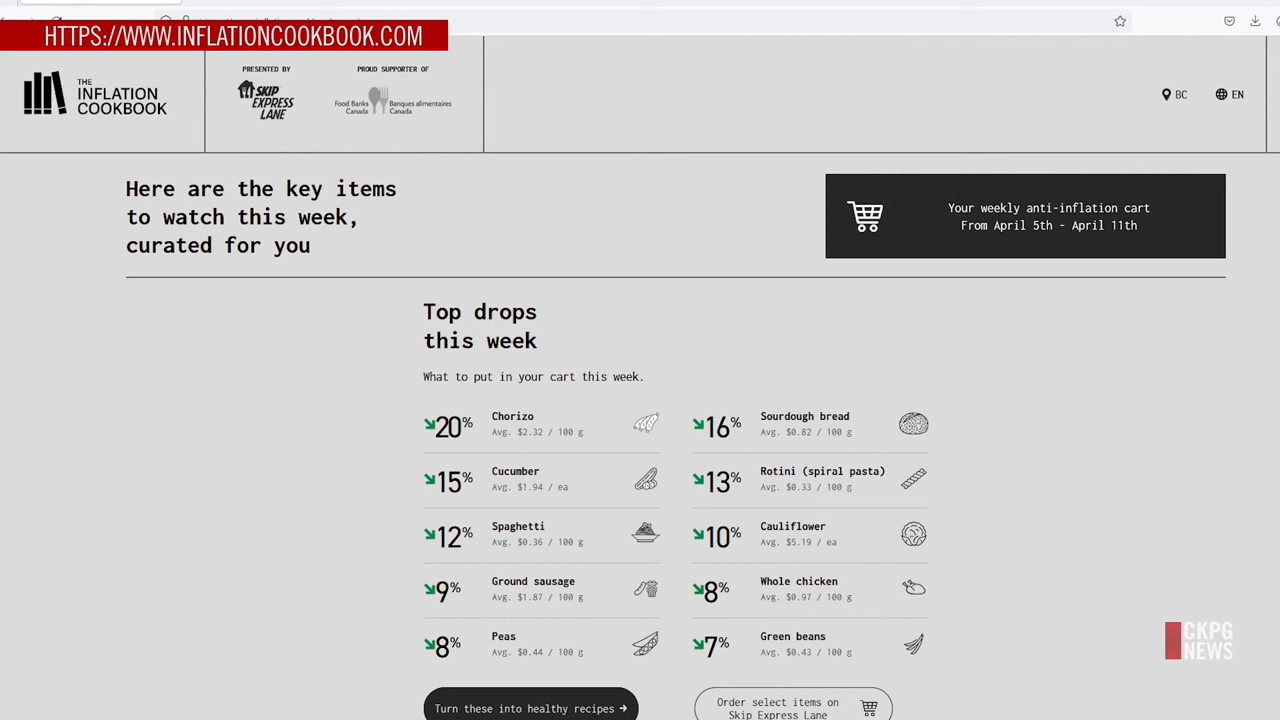 HTTPS://WWW.INFLATIONCOOKBOOK.COM
THE
INFLATION
COOKBOOK
PRESENTED BY
SKIP
EXPRESS
LANE
PROUD SUPPORTER OF
Food Banks Canada
Banques alimentaires Canada
BC
EN
Here are the key items
to watch this week,
curated for you
Your weekly anti-inflation cart
From April 5th - April 11th
Top drops
this week
What to put in your cart this week.
20% Chorizo
Avg. $2.32 / 100 g
16% Sourdough bread
Avg. $0.82 / 100 g
15% Cucumber
Avg. $1.94 / ea
13% Rotini (spiral pasta)
Avg. $0.33 / 100 g
12% Spaghetti
Avg. $0.36 / 100 g
10% Cauliflower
Avg. $5.19 / ea
9% Ground sausage
Avg. $1.87 / 100 g
8% Whole chicken
Avg. $0.97 / 100 g
8% Peas
Avg. $0.44 / 100 g
7% Green beans
Avg. $0.43 / 100 g
Turn these into healthy recipes →
Order select items on
Skip Express Lane
CKPG
NEWS